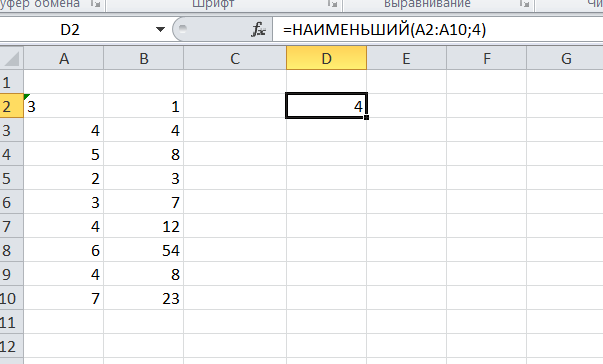 уфер обмена Шрифт Выравнивание Чи
D2 fx =НАИМЕНЬШИЙ(A2:A10;4)
A B C D E F G
1
2 3 1 4
3 4 4
4 5 8
5 2 3
6 3 7
7 4 12
8 6 54
9 4 8
10 7 23
11
12